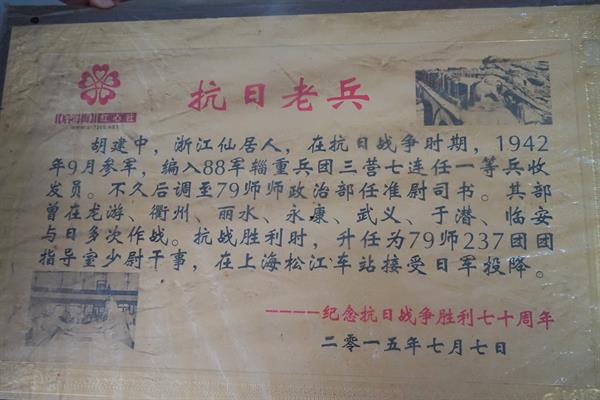 抗日老兵
红心社
胡建中，浙江仙居人，在抗日战争时期，1942
年9月参军，编入88军辎重兵团三营七连任一等兵收
发员。不久后调至79师师政治部任准尉司书。其部
曾在龙游、衢州、丽水、永康、武义、于潜、临安
与日多次作战。抗战胜利时，升任为79师237团团
指导室少尉干事，在上海松江车站接受日军投降。
----纪念抗日战争胜利七十周年
二零一五年七月七日